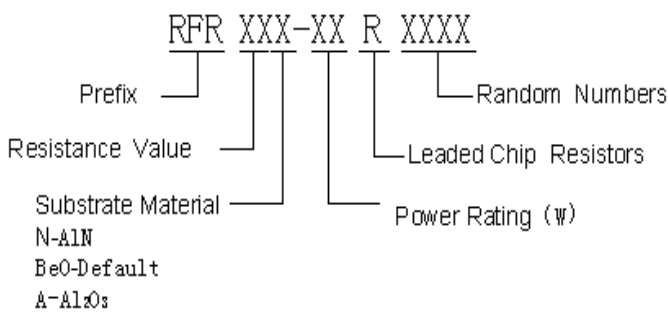 RFR XXX-XX R XXXX
Prefix
Random Numbers
Resistance Value
Leaded Chip Resistors
Substrate Material
Power Rating (W)
N-AlN
BeO-Default
A-Al₂O₃